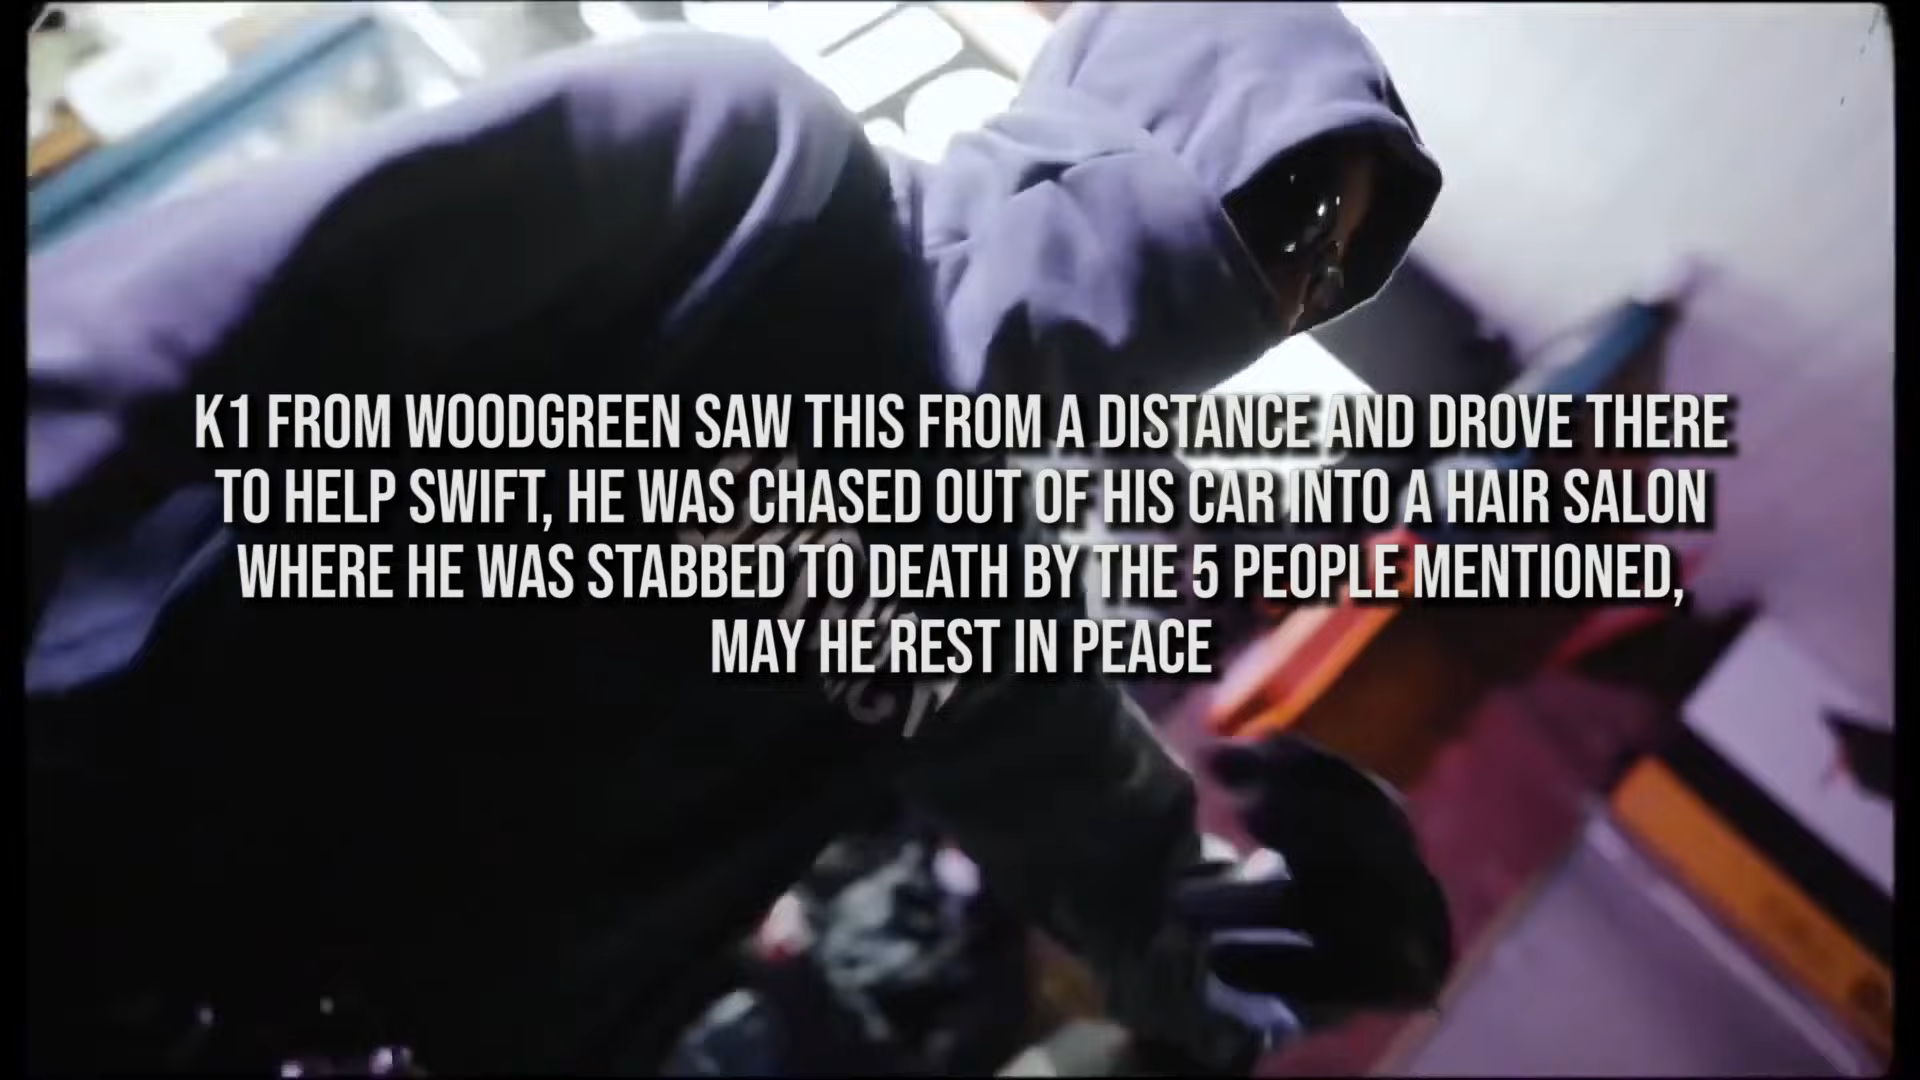 K1 FROM WOODGREEN SAW THIS FROM A DISTANCE AND DROVE THERE
TO HELP SWIFT, HE WAS CHASED OUT OF HIS CAR INTO A HAIR SALON
WHERE HE WAS STABBED TO DEATH BY THE 5 PEOPLE MENTIONED,
MAY HE REST IN PEACE